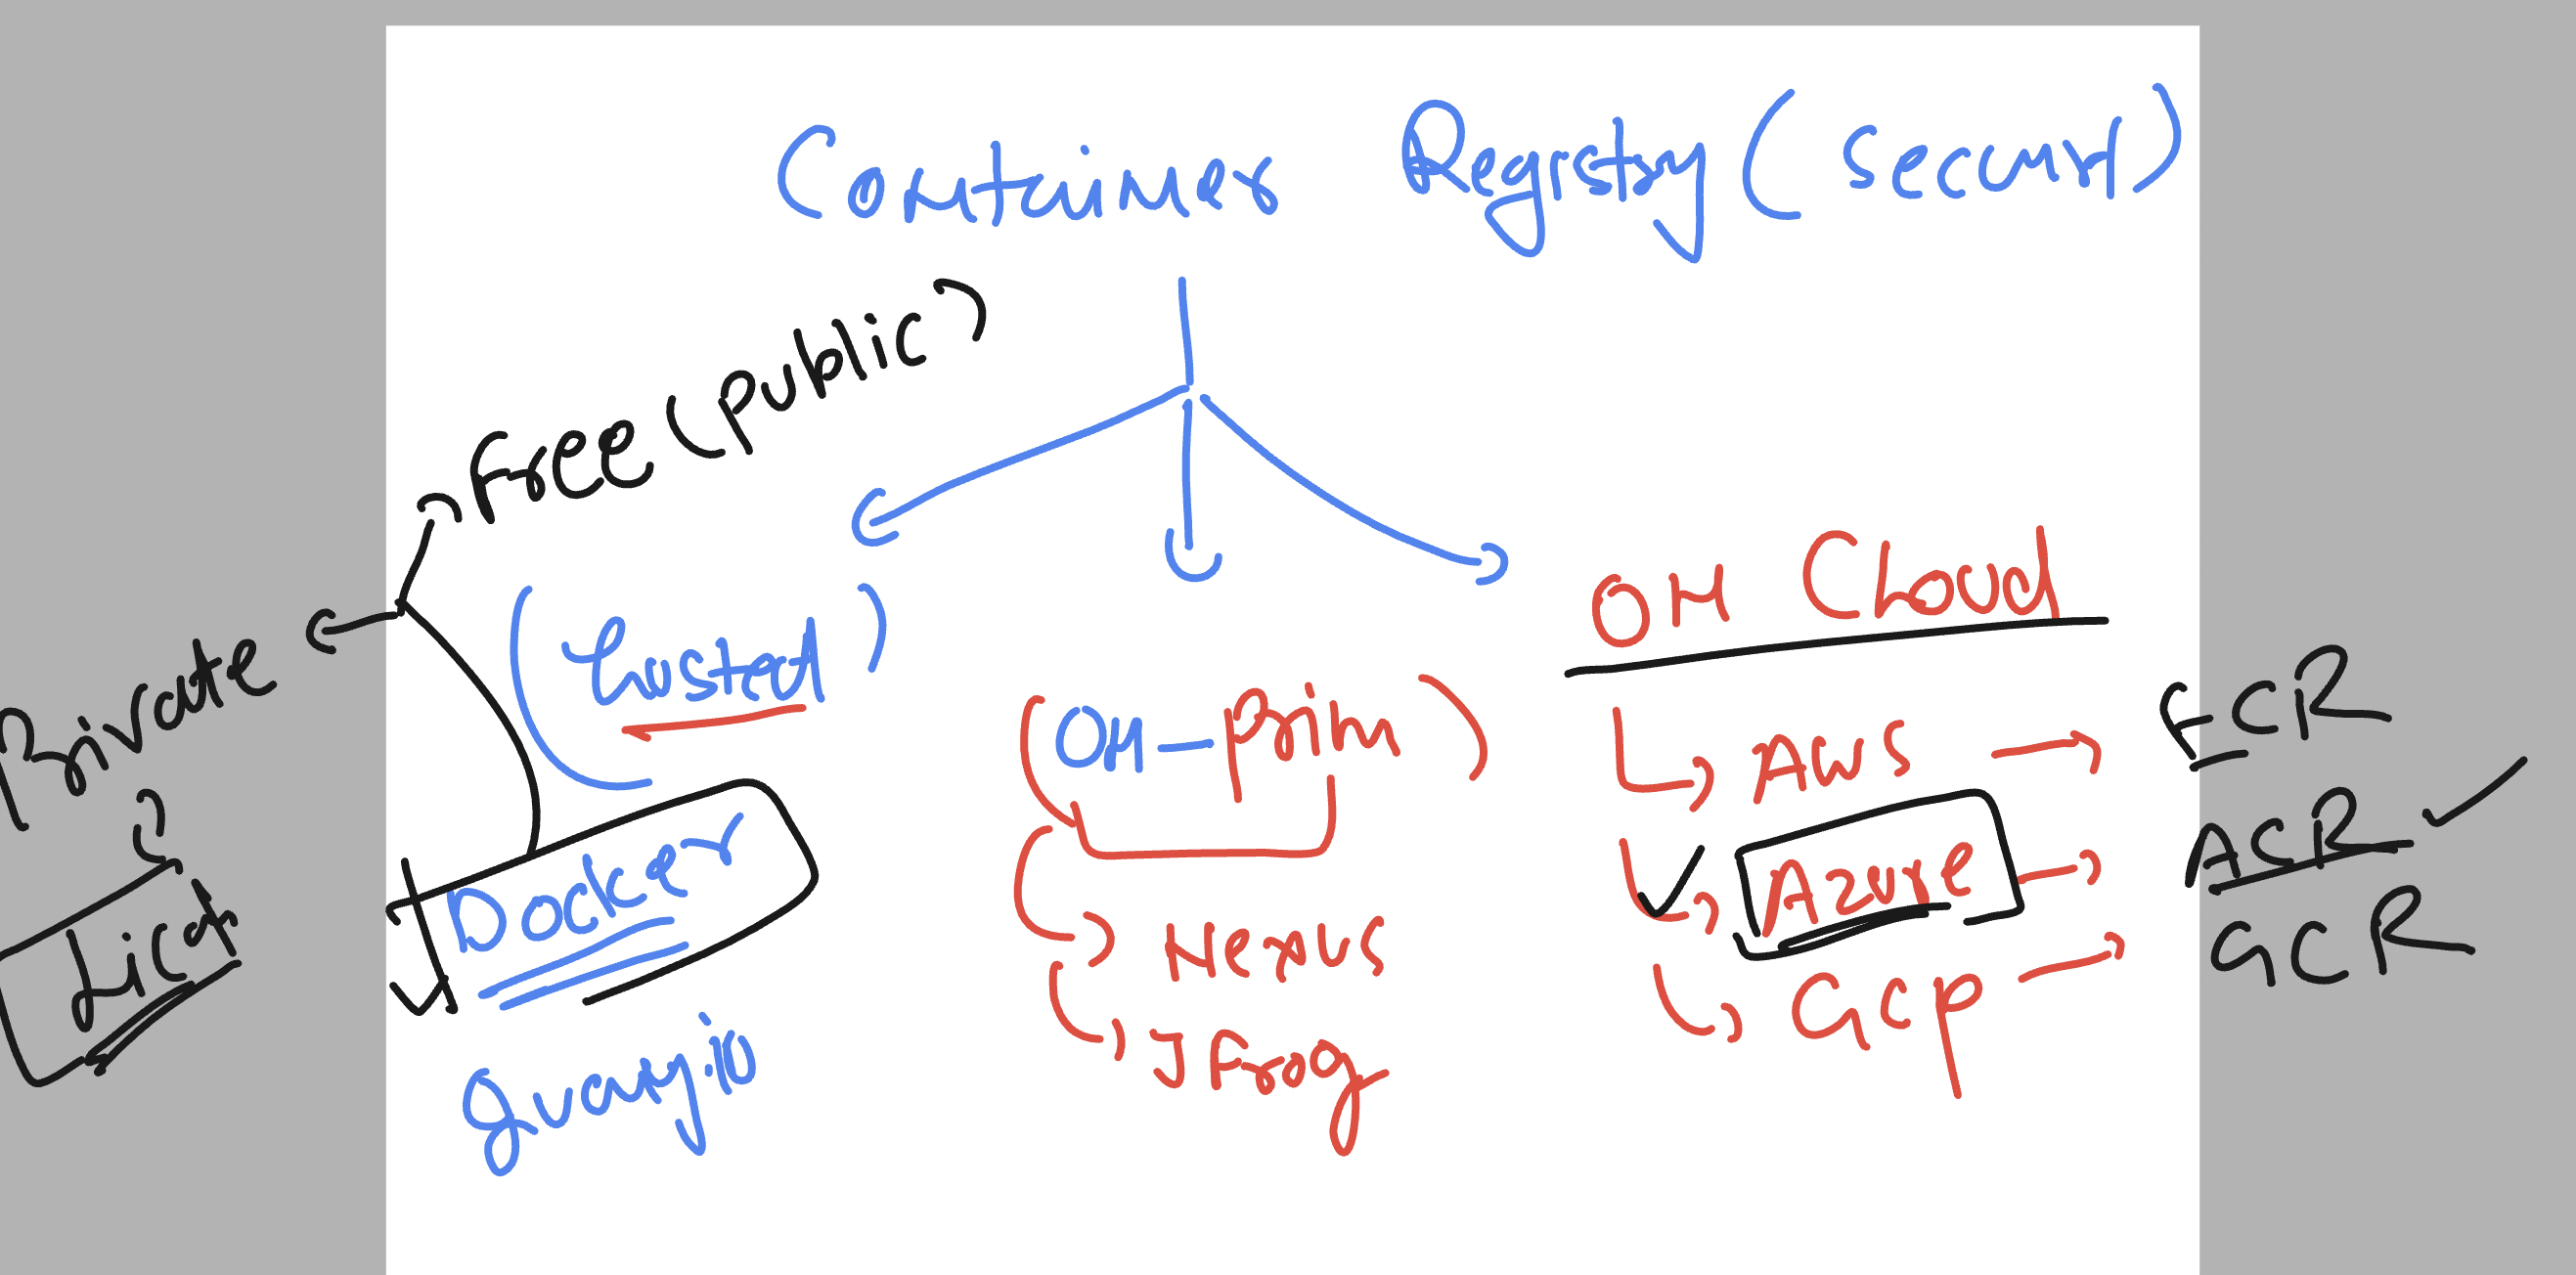 Container Registry (secure)
Free (public)
Private
Lica
(hosted)
Docker
Quay.io
(On-prim)
Nexus
JFrog
On Cloud
AWS → ECR
Azure → ACR
GCP → GCR